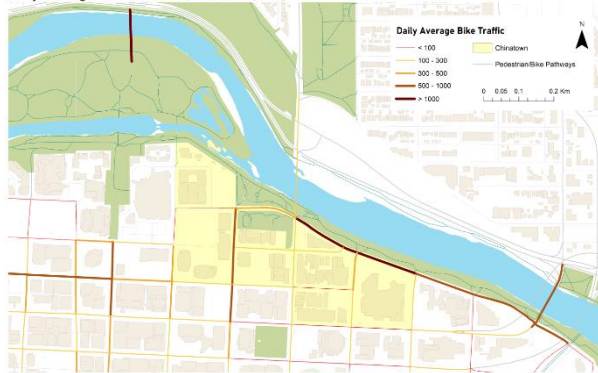 Daily Average Bike Traffic
< 100
100 - 300
300 - 500
500 - 1000
> 1000
Chinatown
Pedestrian/Bike Pathways
N
0 0.05 0.1 0.2 Km